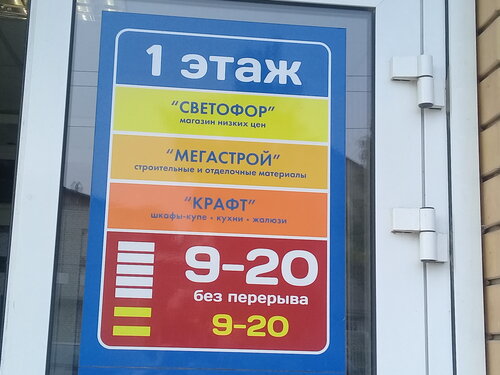 1 этаж
"СВЕТОФОР"
магазин низких цен
"МЕГАСТРОЙ"
строительные и отделочные материалы
"КРАФТ"
шкафы-купе • кухни • жалюзи
9-20
без перерыва
9-20